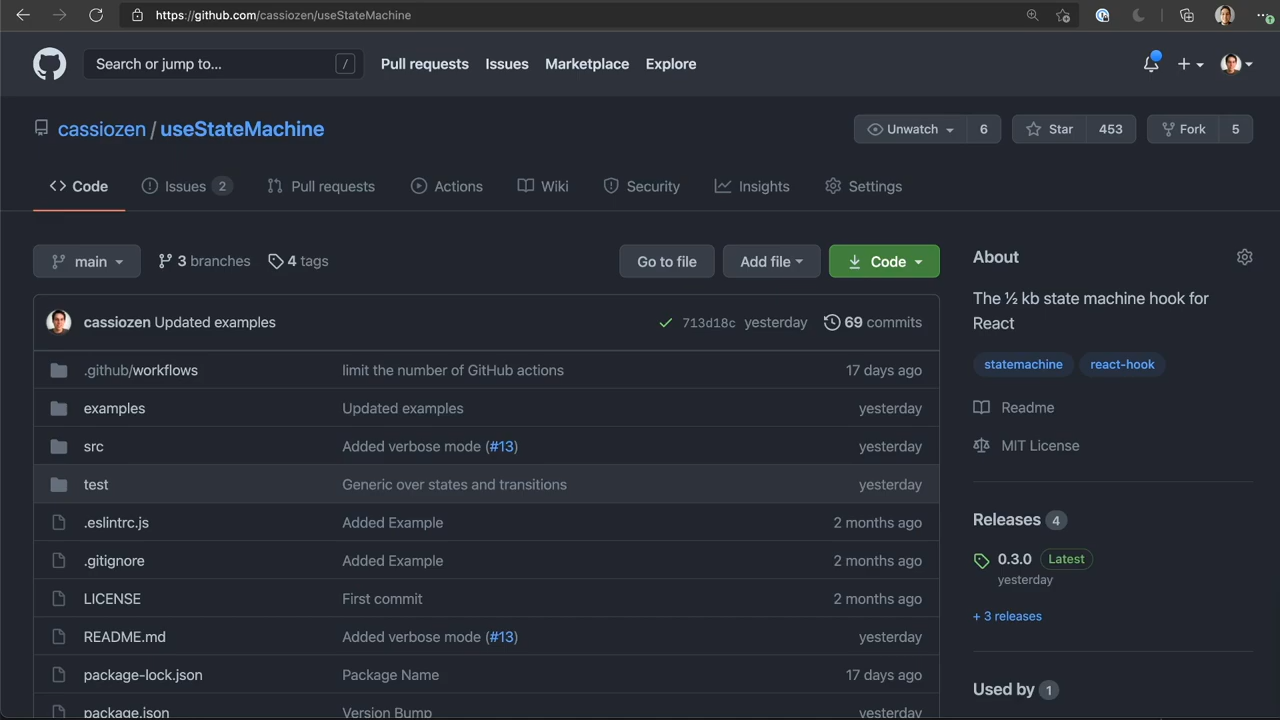 https://github.com/cassiozen/useStateMachine
Search or jump to... /
Pull requests Issues Marketplace Explore
cassiozen / useStateMachine
Unwatch 6 Star 453 Fork 5
Code Issues 2 Pull requests Actions Wiki Security Insights Settings
main 3 branches 4 tags Go to file Add file Code
cassiozen Updated examples 713d18c yesterday 69 commits
.github/workflows limit the number of GitHub actions 17 days ago
examples Updated examples yesterday
src Added verbose mode (#13) yesterday
test Generic over states and transitions yesterday
.eslintrc.js Added Example 2 months ago
.gitignore Added Example 2 months ago
LICENSE First commit 2 months ago
README.md Added verbose mode (#13) yesterday
package-lock.json Package Name 17 days ago
package.json Version Bump yesterday
About
The ½ kb state machine hook for
React
statemachine react-hook
Readme
MIT License
Releases 4
0.3.0 Latest
yesterday
+ 3 releases
Used by 1